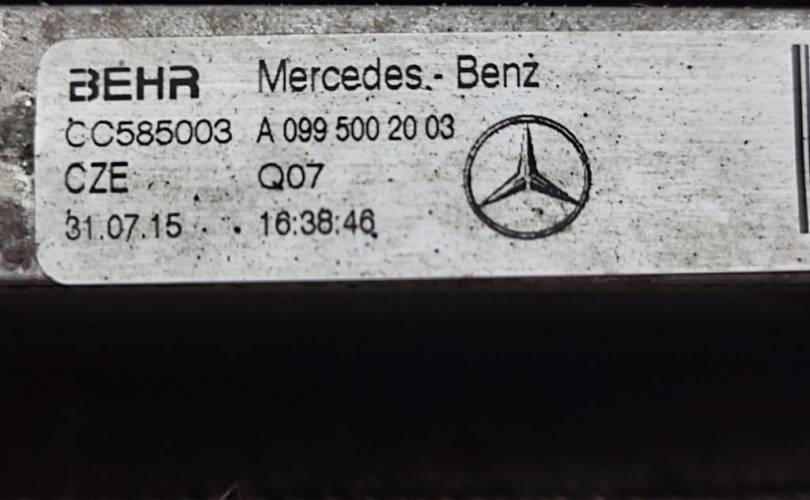 BEHR Mercedes.- Benz
CC585003 A 099 500 20 03
CZE Q07
31.07.15 16:38:46